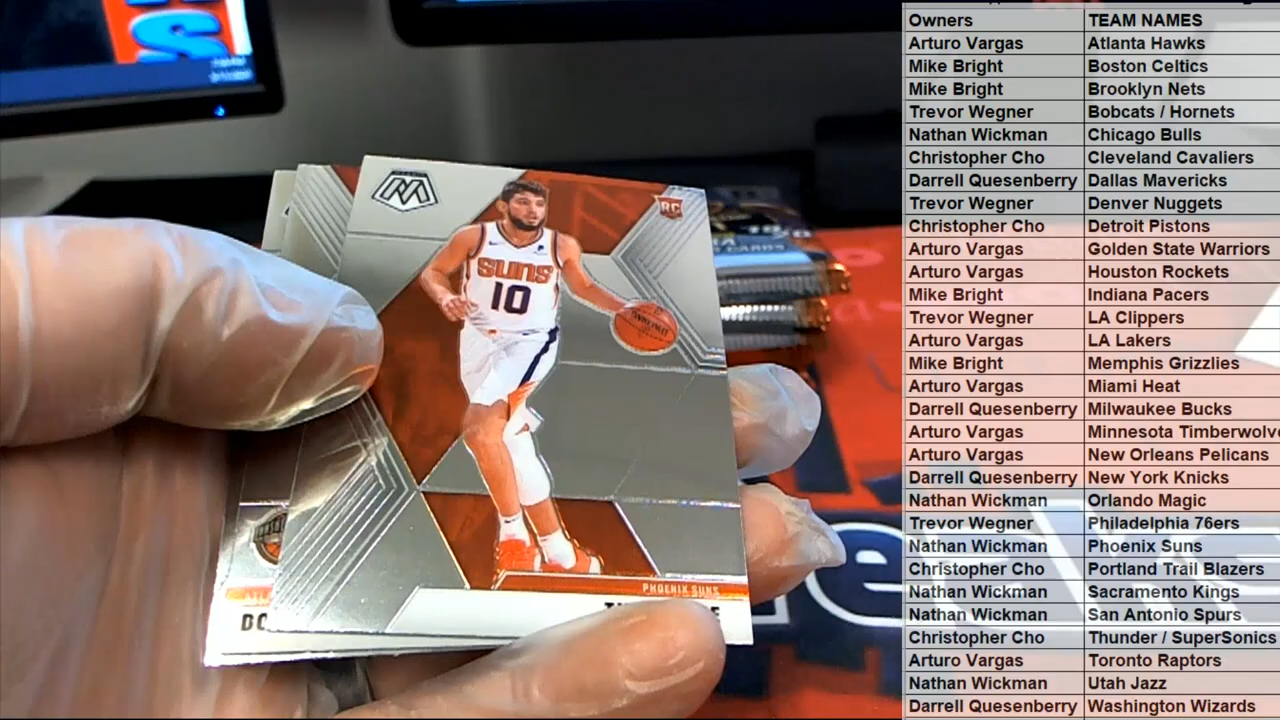 S
RC
SUNS
10
PHOENIX SUNS
DO
e
Owners TEAM NAMES
Arturo Vargas Atlanta Hawks
Mike Bright Boston Celtics
Mike Bright Brooklyn Nets
Trevor Wegner Bobcats / Hornets
Nathan Wickman Chicago Bulls
Christopher Cho Cleveland Cavaliers
Darrell Quesenberry Dallas Mavericks
Trevor Wegner Denver Nuggets
Christopher Cho Detroit Pistons
Arturo Vargas Golden State Warriors
Arturo Vargas Houston Rockets
Mike Bright Indiana Pacers
Trevor Wegner LA Clippers
Arturo Vargas LA Lakers
Mike Bright Memphis Grizzlies
Arturo Vargas Miami Heat
Darrell Quesenberry Milwaukee Bucks
Arturo Vargas Minnesota Timberwolve
Arturo Vargas New Orleans Pelicans
Darrell Quesenberry New York Knicks
Nathan Wickman Orlando Magic
Trevor Wegner Philadelphia 76ers
Nathan Wickman Phoenix Suns
Christopher Cho Portland Trail Blazers
Nathan Wickman Sacramento Kings
Nathan Wickman San Antonio Spurs
Christopher Cho Thunder / SuperSonics
Arturo Vargas Toronto Raptors
Nathan Wickman Utah Jazz
Darrell Quesenberry Washington Wizards